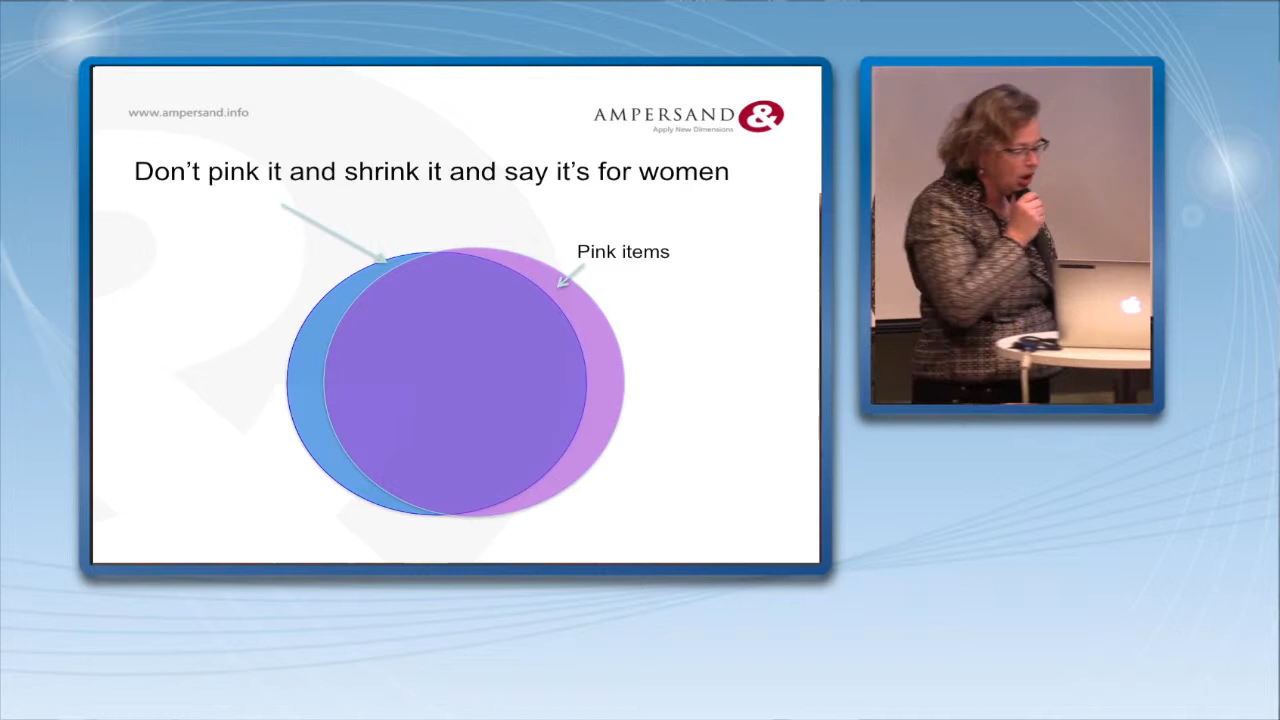 www.ampersand.info
AMPERSAND &
Apply New Dimensions
Don't pink it and shrink it and say it's for women
Pink items